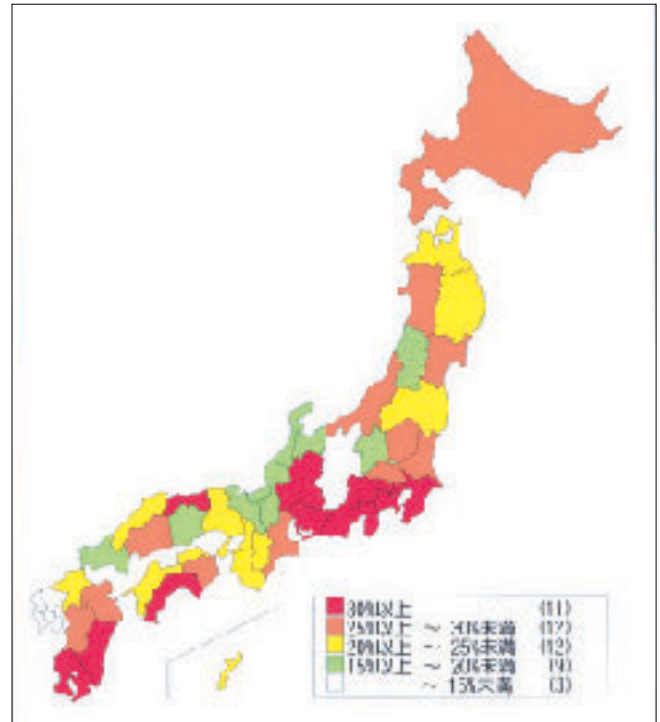 30%以上 (11)
25%以上 ~ 30%未満 (12)
20%以上 ~ 25%未満 (12)
15%以上 ~ 20%未満 (9)
~ 15%未満 (3)